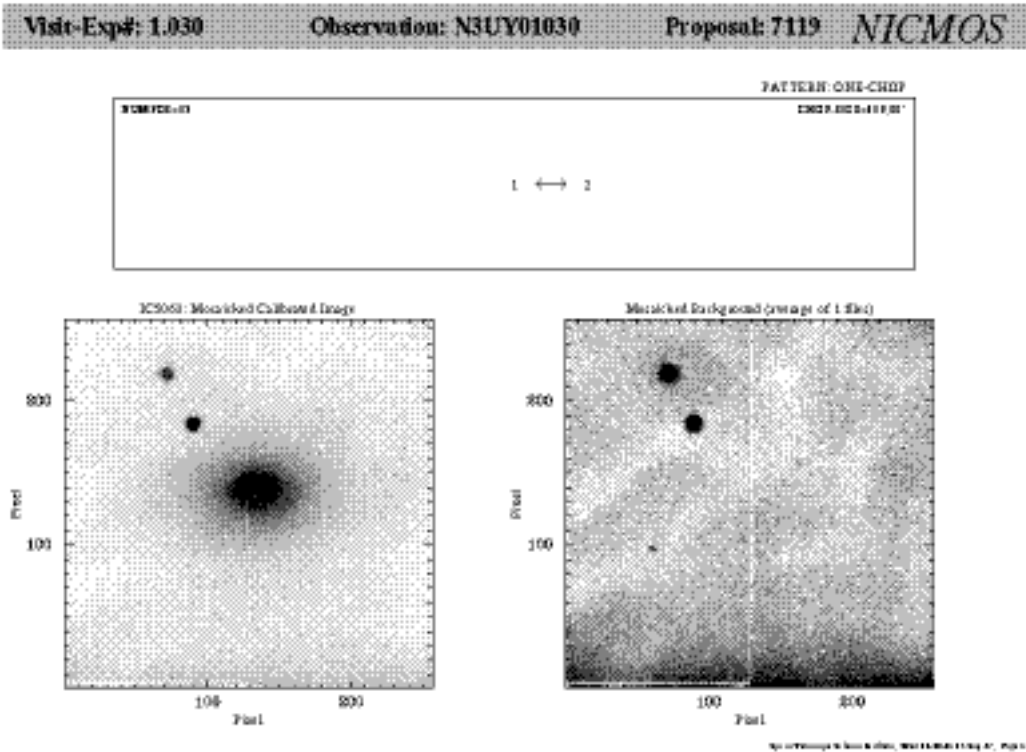 Visit-Exp#: 1.030 Observation: N3UY01030 Proposal: 7119 NICMOS
PATTERN: ONE-CHOP
1 ↔ 2
IC5063: Mosaicked Calibrated Image
Mosaicked Background (average of 1 files)
200
100
Pixel
100 200
Pixel
200
100
Pixel
100 200
Pixel